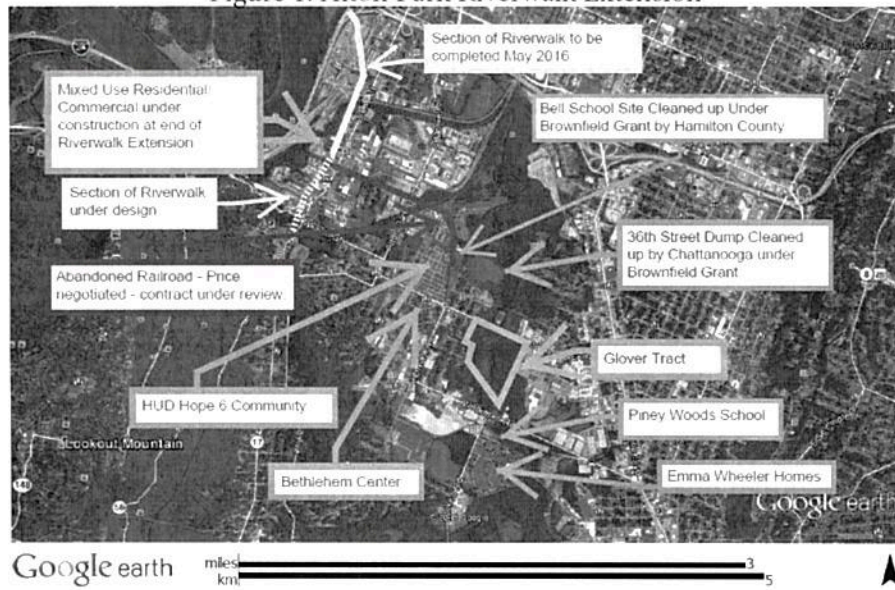 Section of Riverwalk to be
completed May 2016
Mixed Use Residential
Commercial under
construction at end of
Riverwalk Extension
Bell School Site Cleaned up Under
Brownfield Grant by Hamilton County
Section of Riverwalk
under design
36th Street Dump Cleaned
up by Chattanooga under
Brownfield Grant
Abandoned Railroad - Price
negotiated - contract under review
Glover Tract
HUD Hope 6 Community
Piney Woods School
Lookout Mountain
17
148
Bethlehem Center
Emma Wheeler Homes
Google earth
Google earth
miles
km
3
5